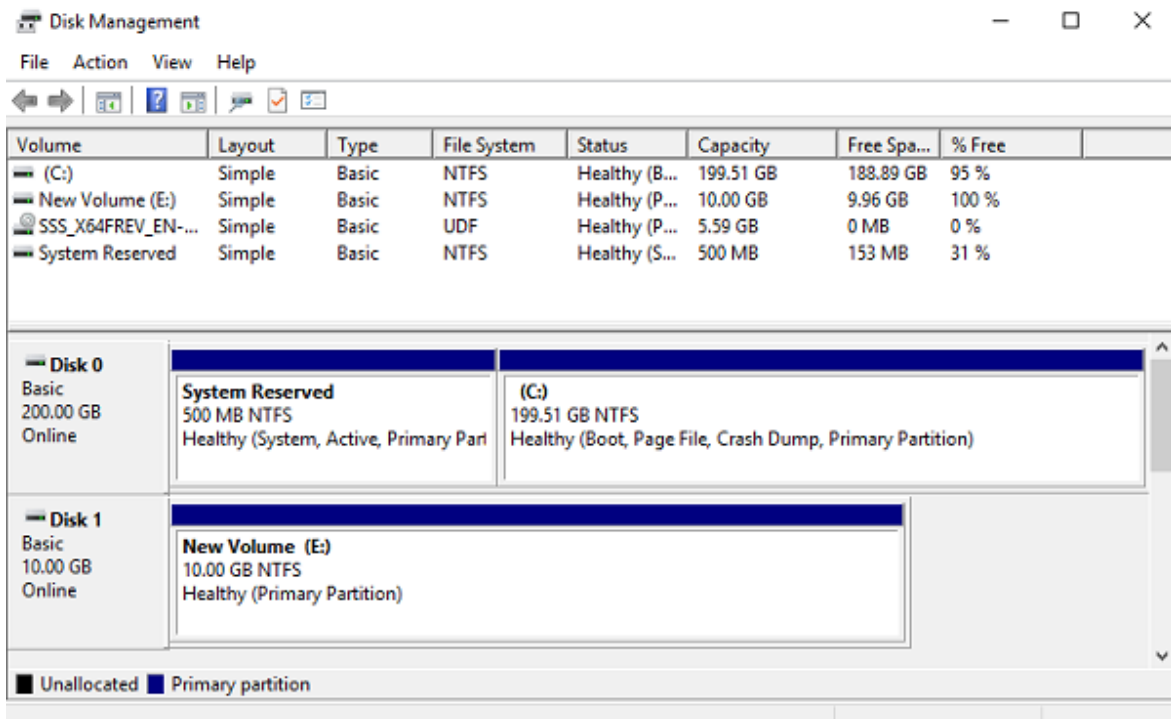 Disk Management
File Action View Help
Volume Layout Type File System Status Capacity Free Spa... % Free
(C:) Simple Basic NTFS Healthy (B... 199.51 GB 188.89 GB 95 %
New Volume (E:) Simple Basic NTFS Healthy (P... 10.00 GB 9.96 GB 100 %
SSS_X64FREV_EN-... Simple Basic UDF Healthy (P... 5.59 GB 0 MB 0 %
System Reserved Simple Basic NTFS Healthy (S... 500 MB 153 MB 31 %
Disk 0
Basic
200.00 GB
Online
System Reserved
500 MB NTFS
Healthy (System, Active, Primary Part
(C:)
199.51 GB NTFS
Healthy (Boot, Page File, Crash Dump, Primary Partition)
Disk 1
Basic
10.00 GB
Online
New Volume (E:)
10.00 GB NTFS
Healthy (Primary Partition)
Unallocated Primary partition